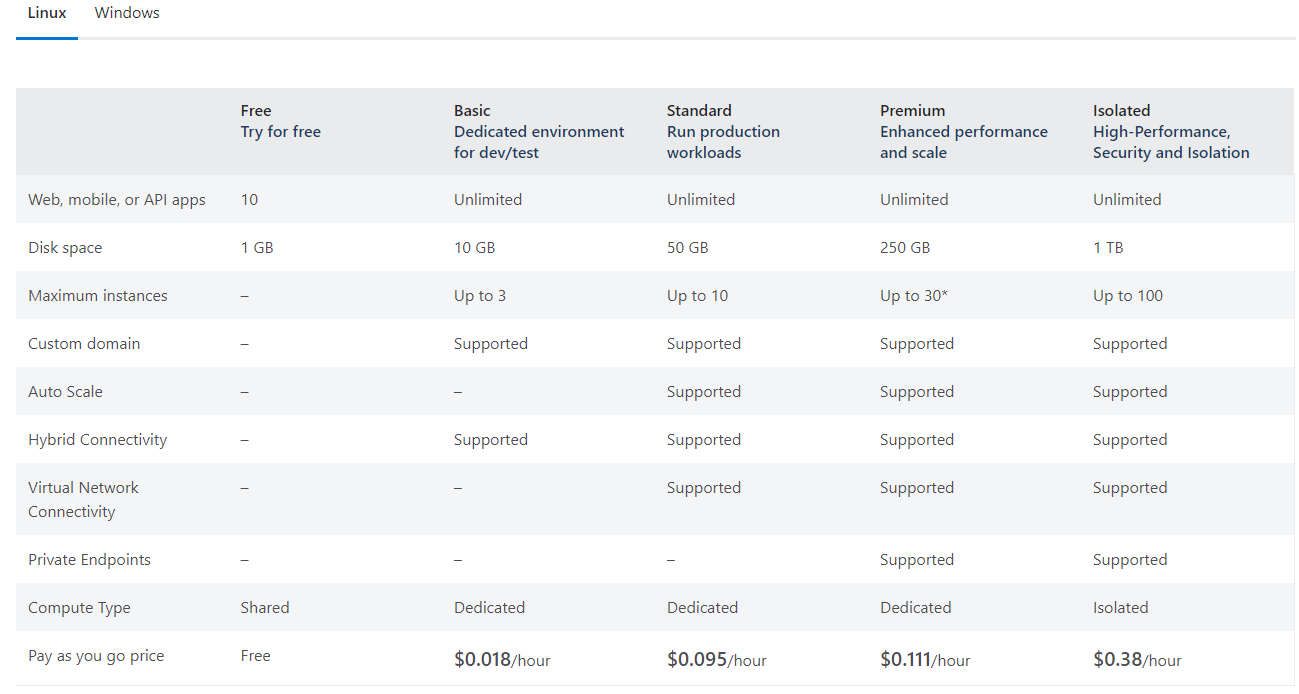 Linux Windows
Free Basic Standard Premium Isolated
Try for free Dedicated environment Run production Enhanced performance High-Performance,
for dev/test workloads and scale Security and Isolation
Web, mobile, or API apps 10 Unlimited Unlimited Unlimited Unlimited
Disk space 1 GB 10 GB 50 GB 250 GB 1 TB
Maximum instances – Up to 3 Up to 10 Up to 30* Up to 100
Custom domain – Supported Supported Supported Supported
Auto Scale – – Supported Supported Supported
Hybrid Connectivity – Supported Supported Supported Supported
Virtual Network – – Supported Supported Supported
Connectivity
Private Endpoints – – – Supported Supported
Compute Type Shared Dedicated Dedicated Dedicated Isolated
Pay as you go price Free $0.018/hour $0.095/hour $0.111/hour $0.38/hour